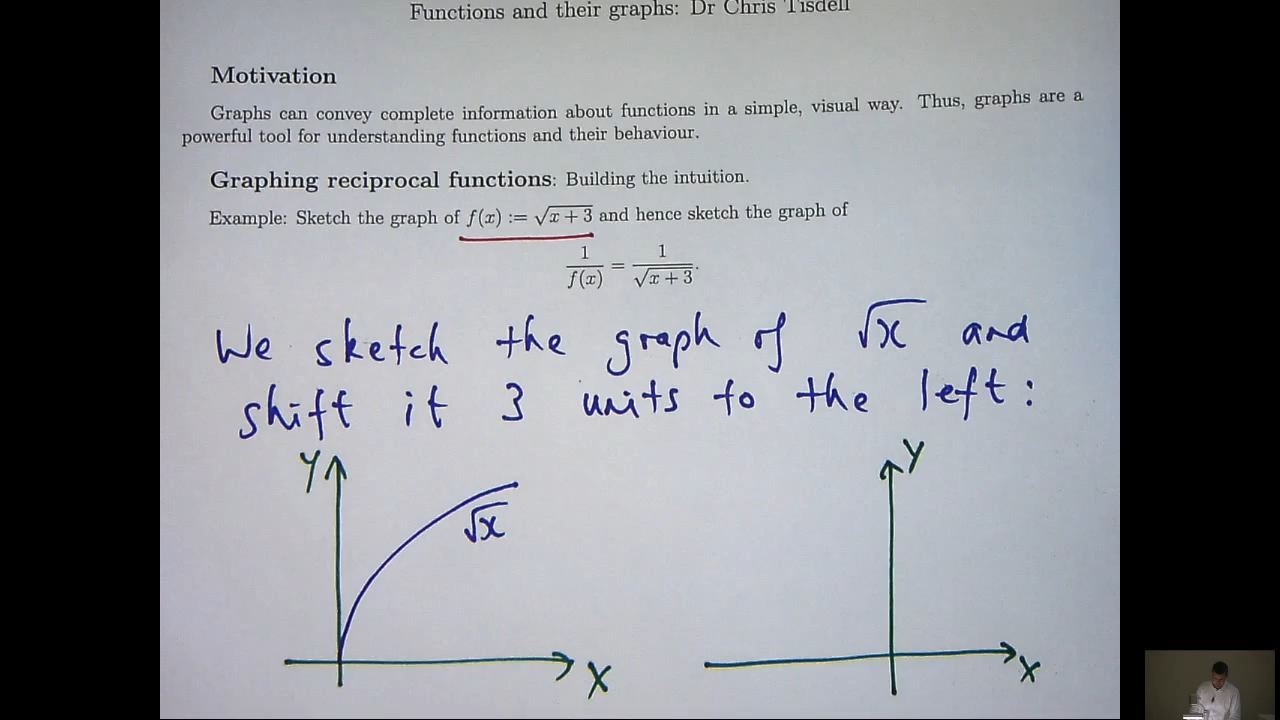 Functions and their graphs: Dr Chris Tisdell
Motivation
Graphs can convey complete information about functions in a simple, visual way. Thus, graphs are a
powerful tool for understanding functions and their behaviour.
Graphing reciprocal functions: Building the intuition.
Example: Sketch the graph of f(x) := √(x + 3) and hence sketch the graph of
1/f(x) = 1/√(x + 3).
We sketch the graph of √x and
shift it 3 units to the left:
y
√x
x
y
x